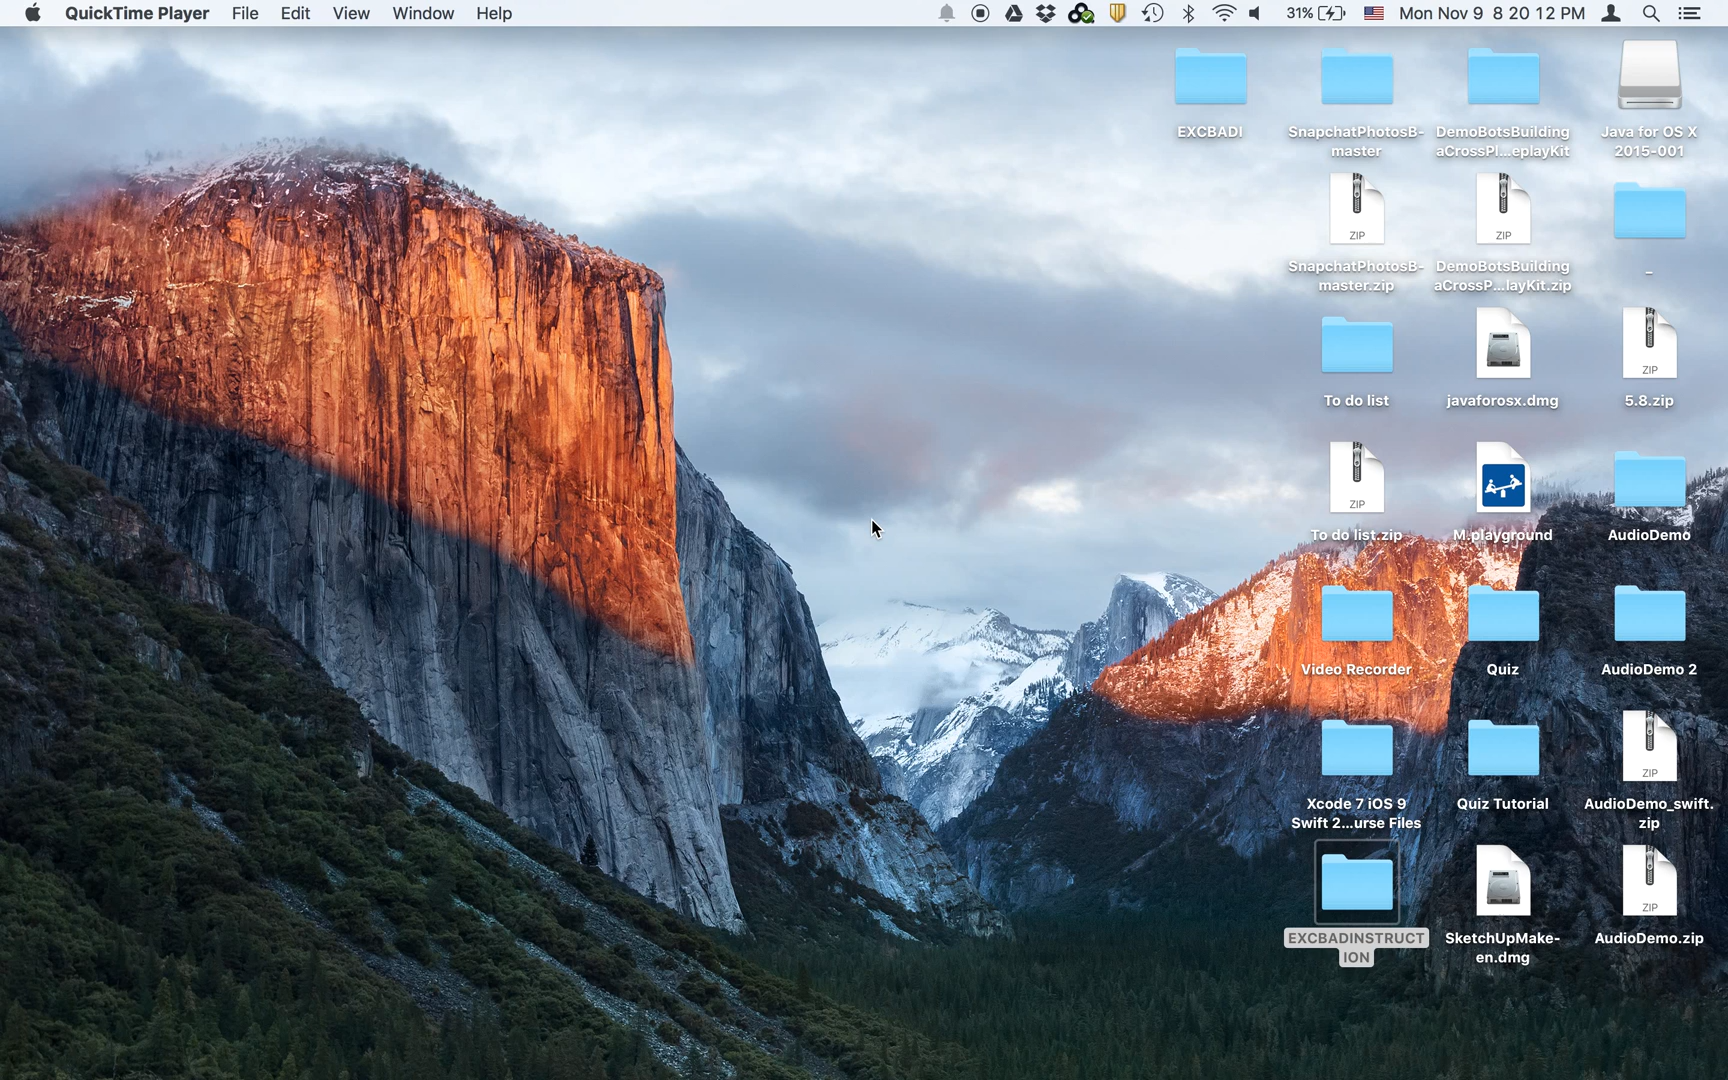 QuickTime Player File Edit View Window Help 31% Mon Nov 9 8 20 12 PM
EXCBADI
SnapchatPhotosB-
master
DemoBotsBuilding
aCrossPl...eplayKit
Java for OS X
2015-001
ZIP
SnapchatPhotosB-
master.zip
ZIP
DemoBotsBuilding
aCrossP...layKit.zip
_
To do list
javaforosx.dmg
ZIP
5.8.zip
ZIP
To do list.zip
M.playground
AudioDemo
Video Recorder
Quiz
AudioDemo 2
Xcode 7 iOS 9
Swift 2...urse Files
Quiz Tutorial
ZIP
AudioDemo_swift.
zip
EXCBADINSTRUCT
ION
SketchUpMake-
en.dmg
ZIP
AudioDemo.zip